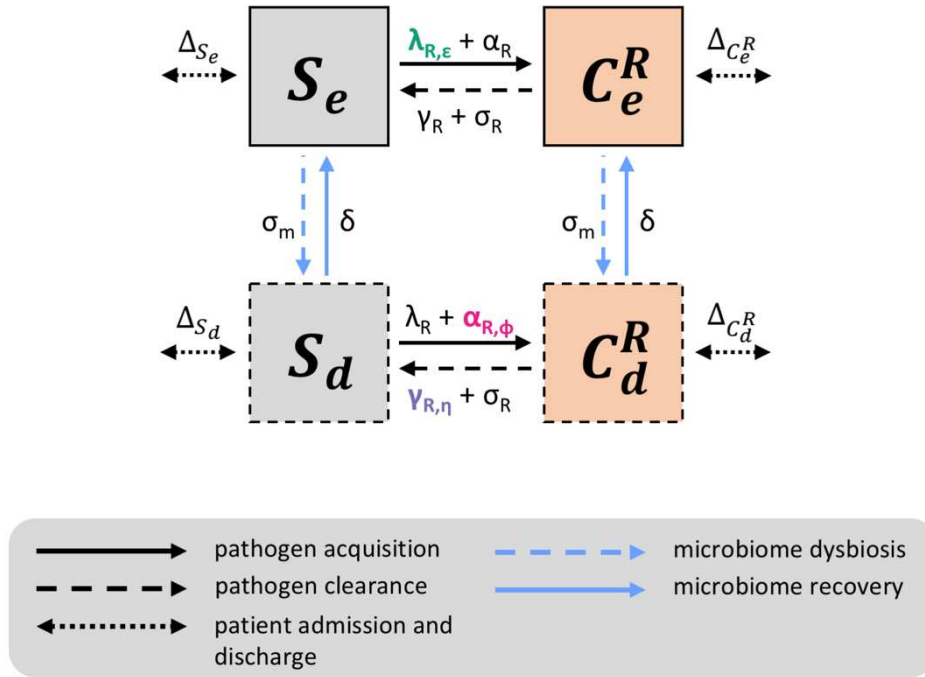 Δ_{S_e}
S_e
λ_{R,ε} + α_R
γ_R + σ_R
C_e^R
Δ_{C_e^R}
σ_m
δ
σ_m
δ
Δ_{S_d}
S_d
λ_R + α_{R,ϕ}
γ_{R,η} + σ_R
C_d^R
Δ_{C_d^R}
pathogen acquisition
pathogen clearance
patient admission and
discharge
microbiome dysbiosis
microbiome recovery